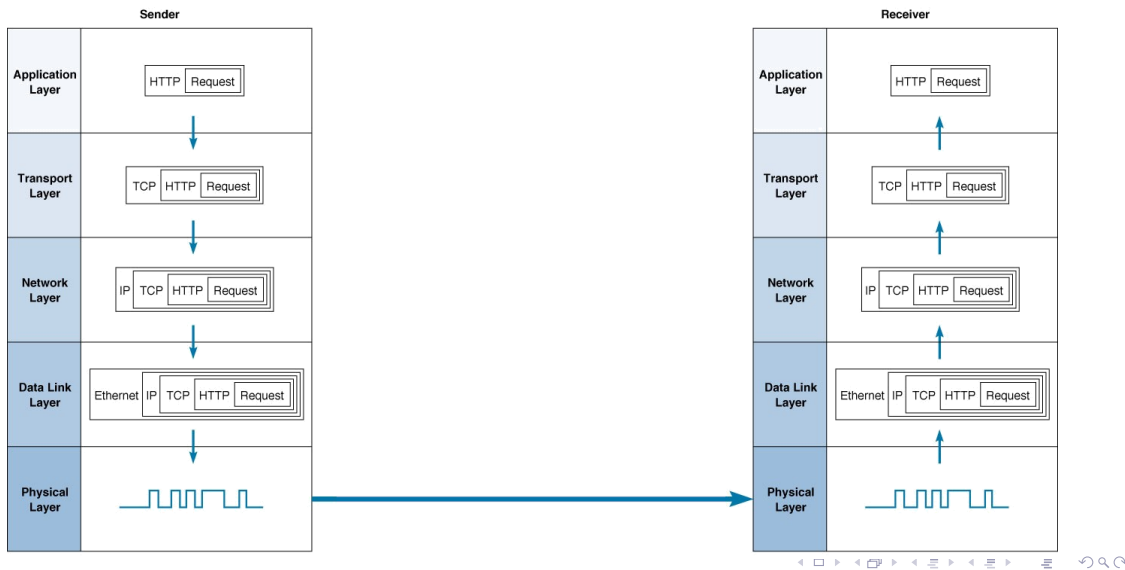 Sender
Application
Layer
HTTP Request
Transport
Layer
TCP HTTP Request
Network
Layer
IP TCP HTTP Request
Data Link
Layer
Ethernet IP TCP HTTP Request
Physical
Layer
Receiver
Application
Layer
HTTP Request
Transport
Layer
TCP HTTP Request
Network
Layer
IP TCP HTTP Request
Data Link
Layer
Ethernet IP TCP HTTP Request
Physical
Layer